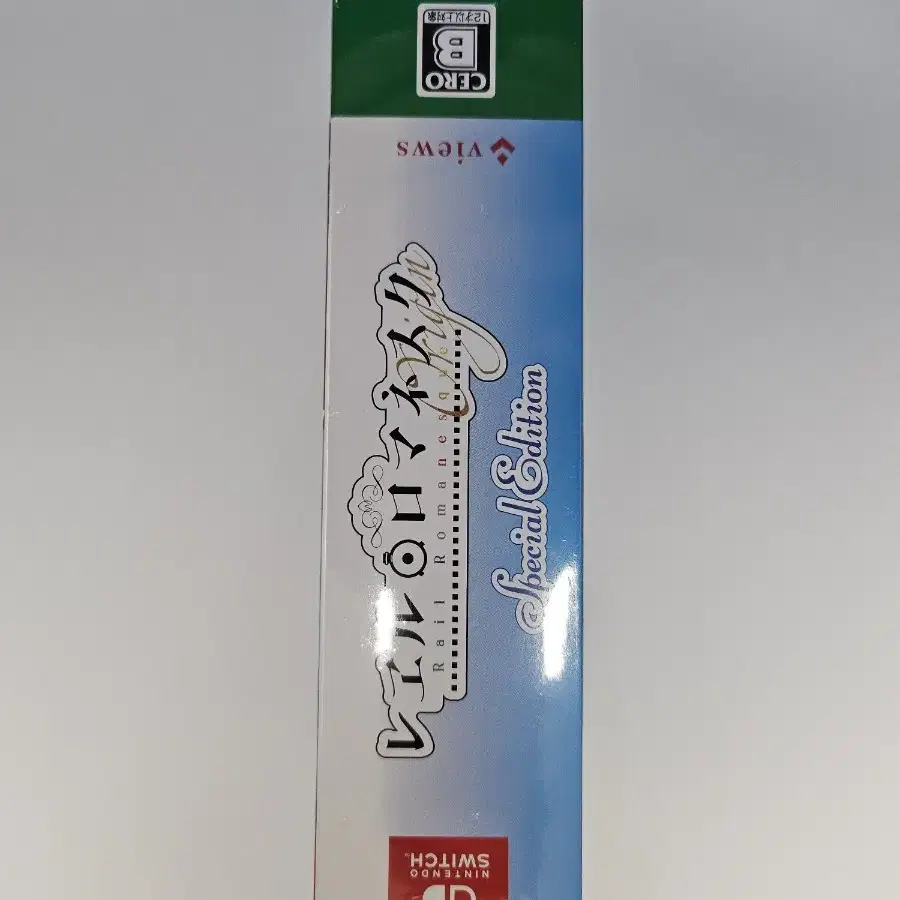 NINTENDO
SWITCH™
レヱル・ロマネスク
Rail Romanesque
Origin
Special Edition
views
CERO
B
12才以上対象